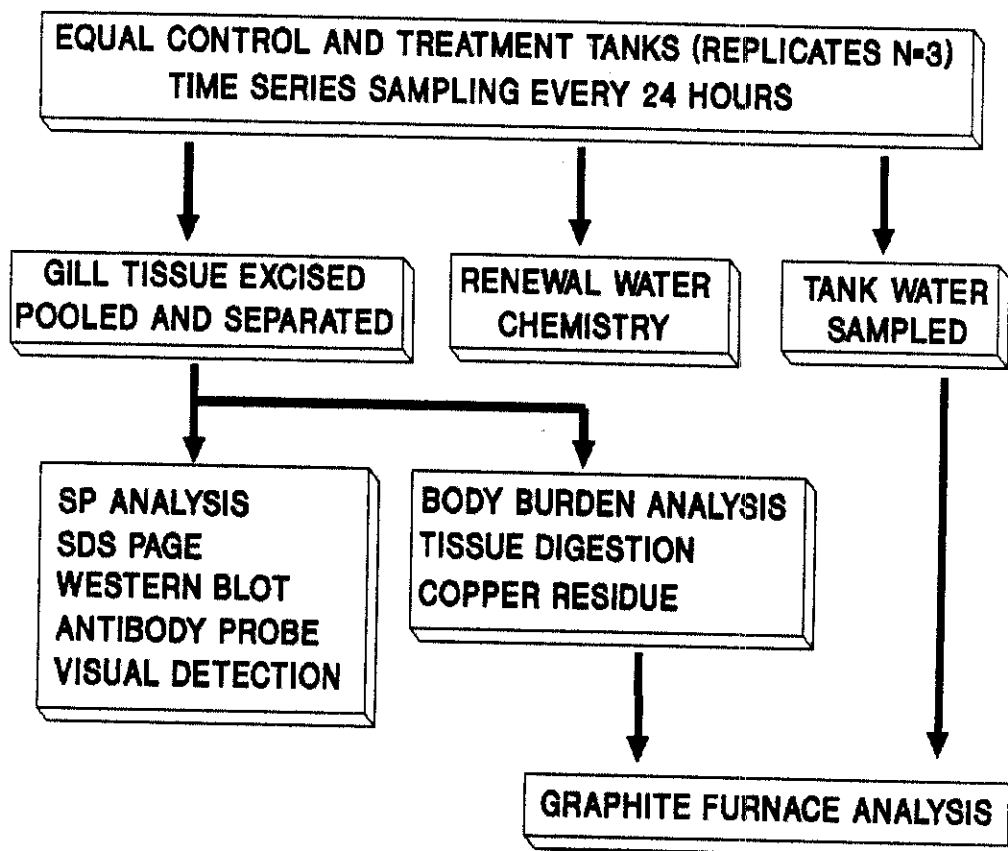 EQUAL CONTROL AND TREATMENT TANKS (REPLICATES N=3)
TIME SERIES SAMPLING EVERY 24 HOURS
GILL TISSUE EXCISED
POOLED AND SEPARATED
RENEWAL WATER
CHEMISTRY
TANK WATER
SAMPLED
SP ANALYSIS
SDS PAGE
WESTERN BLOT
ANTIBODY PROBE
VISUAL DETECTION
BODY BURDEN ANALYSIS
TISSUE DIGESTION
COPPER RESIDUE
GRAPHITE FURNACE ANALYSIS